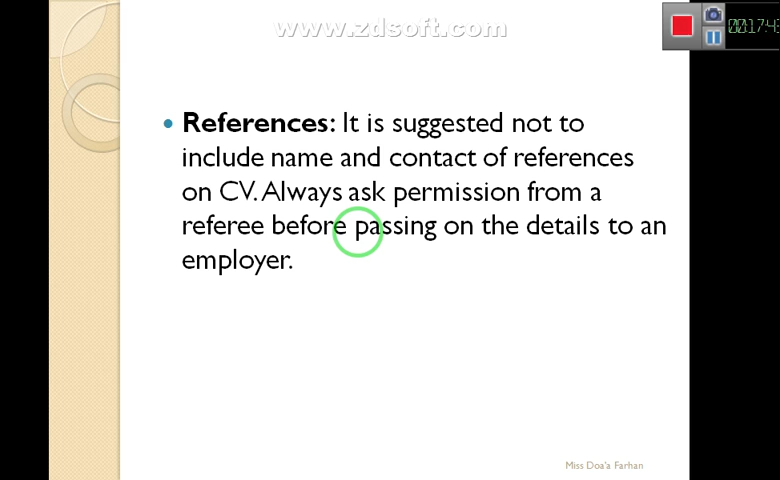 www.zdsoft.com
References: It is suggested not to
include name and contact of references
on CV. Always ask permission from a
referee before passing on the details to an
employer.
Miss Doa'a Farhan